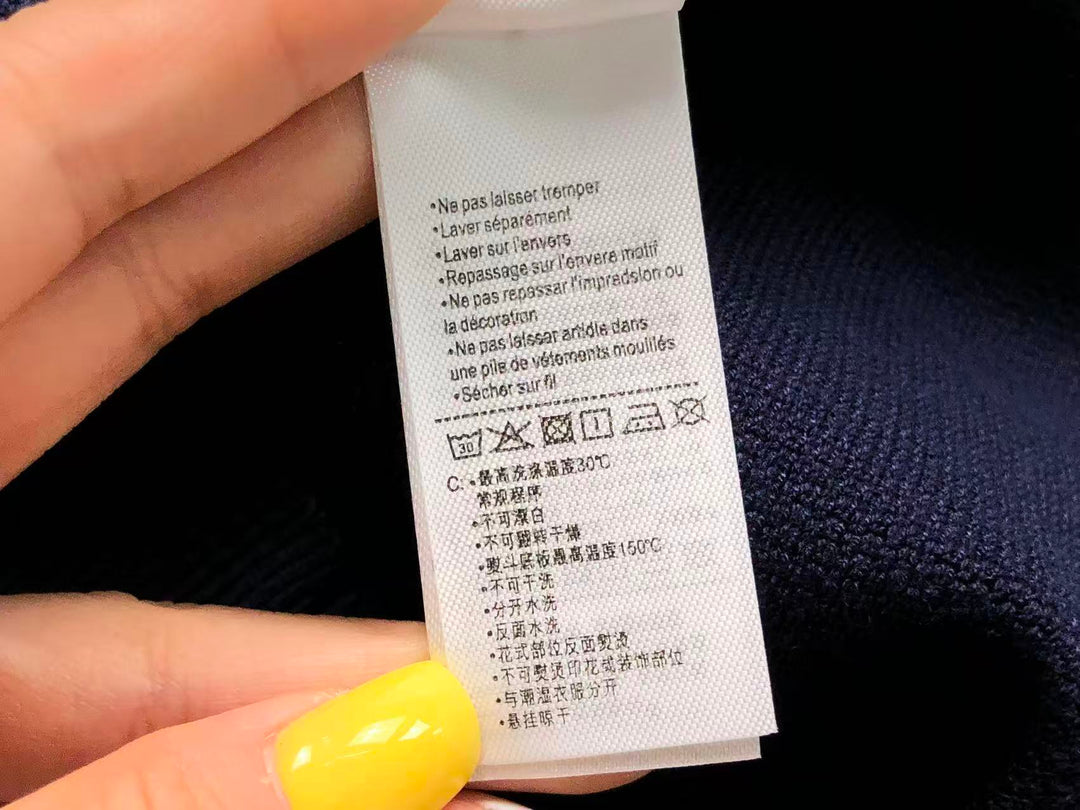 •Ne pas laisser tremper
•Laver séparément
•Laver sur l'envers
•Repassage sur l'envere motif
•Ne pas repassar l'impradsion ou
la décoration
•Ne pas laisser article dans
une pile de vêtements mouillés
•Sécher sur fil
30
C: •最高洗涤温度30℃
常规程序
•不可漂白
•不可翻转干燥
•熨斗底板最高温度150℃
•不可干洗
•分开水洗
•反面水洗
•花式部位反面熨烫
•不可熨烫印花或装饰部位
•与潮湿衣服分开
•悬挂晾干